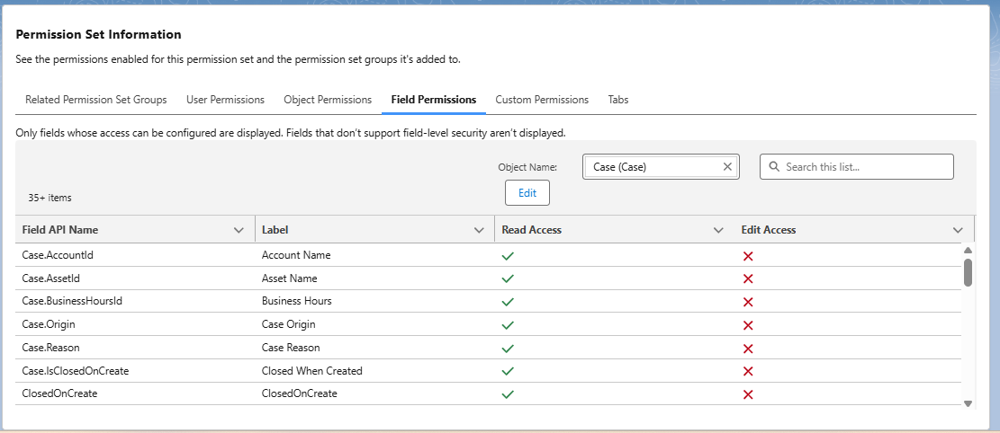 Permission Set Information
See the permissions enabled for this permission set and the permission set groups it's added to.
Related Permission Set Groups User Permissions Object Permissions Field Permissions Custom Permissions Tabs
Only fields whose access can be configured are displayed. Fields that don't support field-level security aren't displayed.
Object Name: Case (Case) Search this list...
35+ items Edit
Field API Name Label Read Access Edit Access
Case.AccountId Account Name
Case.AssetId Asset Name
Case.BusinessHoursId Business Hours
Case.Origin Case Origin
Case.Reason Case Reason
Case.IsClosedOnCreate Closed When Created
ClosedOnCreate ClosedOnCreate